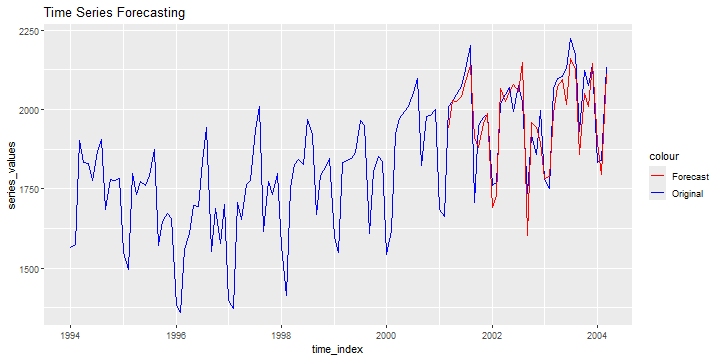 Time Series Forecasting
2250
2000
1750
1500
series_values
1994
1996
1998
2000
2002
2004
time_index
colour
Forecast
Original